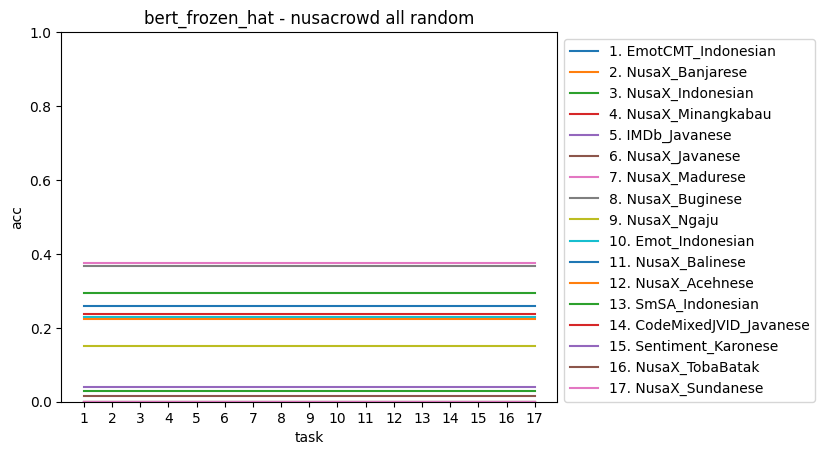 bert_frozen_hat - nusacrowd all random
1.0
0.8
0.6
0.4
0.2
0.0
acc
1 2 3 4 5 6 7 8 9 10 11 12 13 14 15 16 17
task
1. EmotCMT_Indonesian
2. NusaX_Banjarese
3. NusaX_Indonesian
4. NusaX_Minangkabau
5. IMDb_Javanese
6. NusaX_Javanese
7. NusaX_Madurese
8. NusaX_Buginese
9. NusaX_Ngaju
10. Emot_Indonesian
11. NusaX_Balinese
12. NusaX_Acehnese
13. SmSA_Indonesian
14. CodeMixedJVID_Javanese
15. Sentiment_Karonese
16. NusaX_TobaBatak
17. NusaX_Sundanese